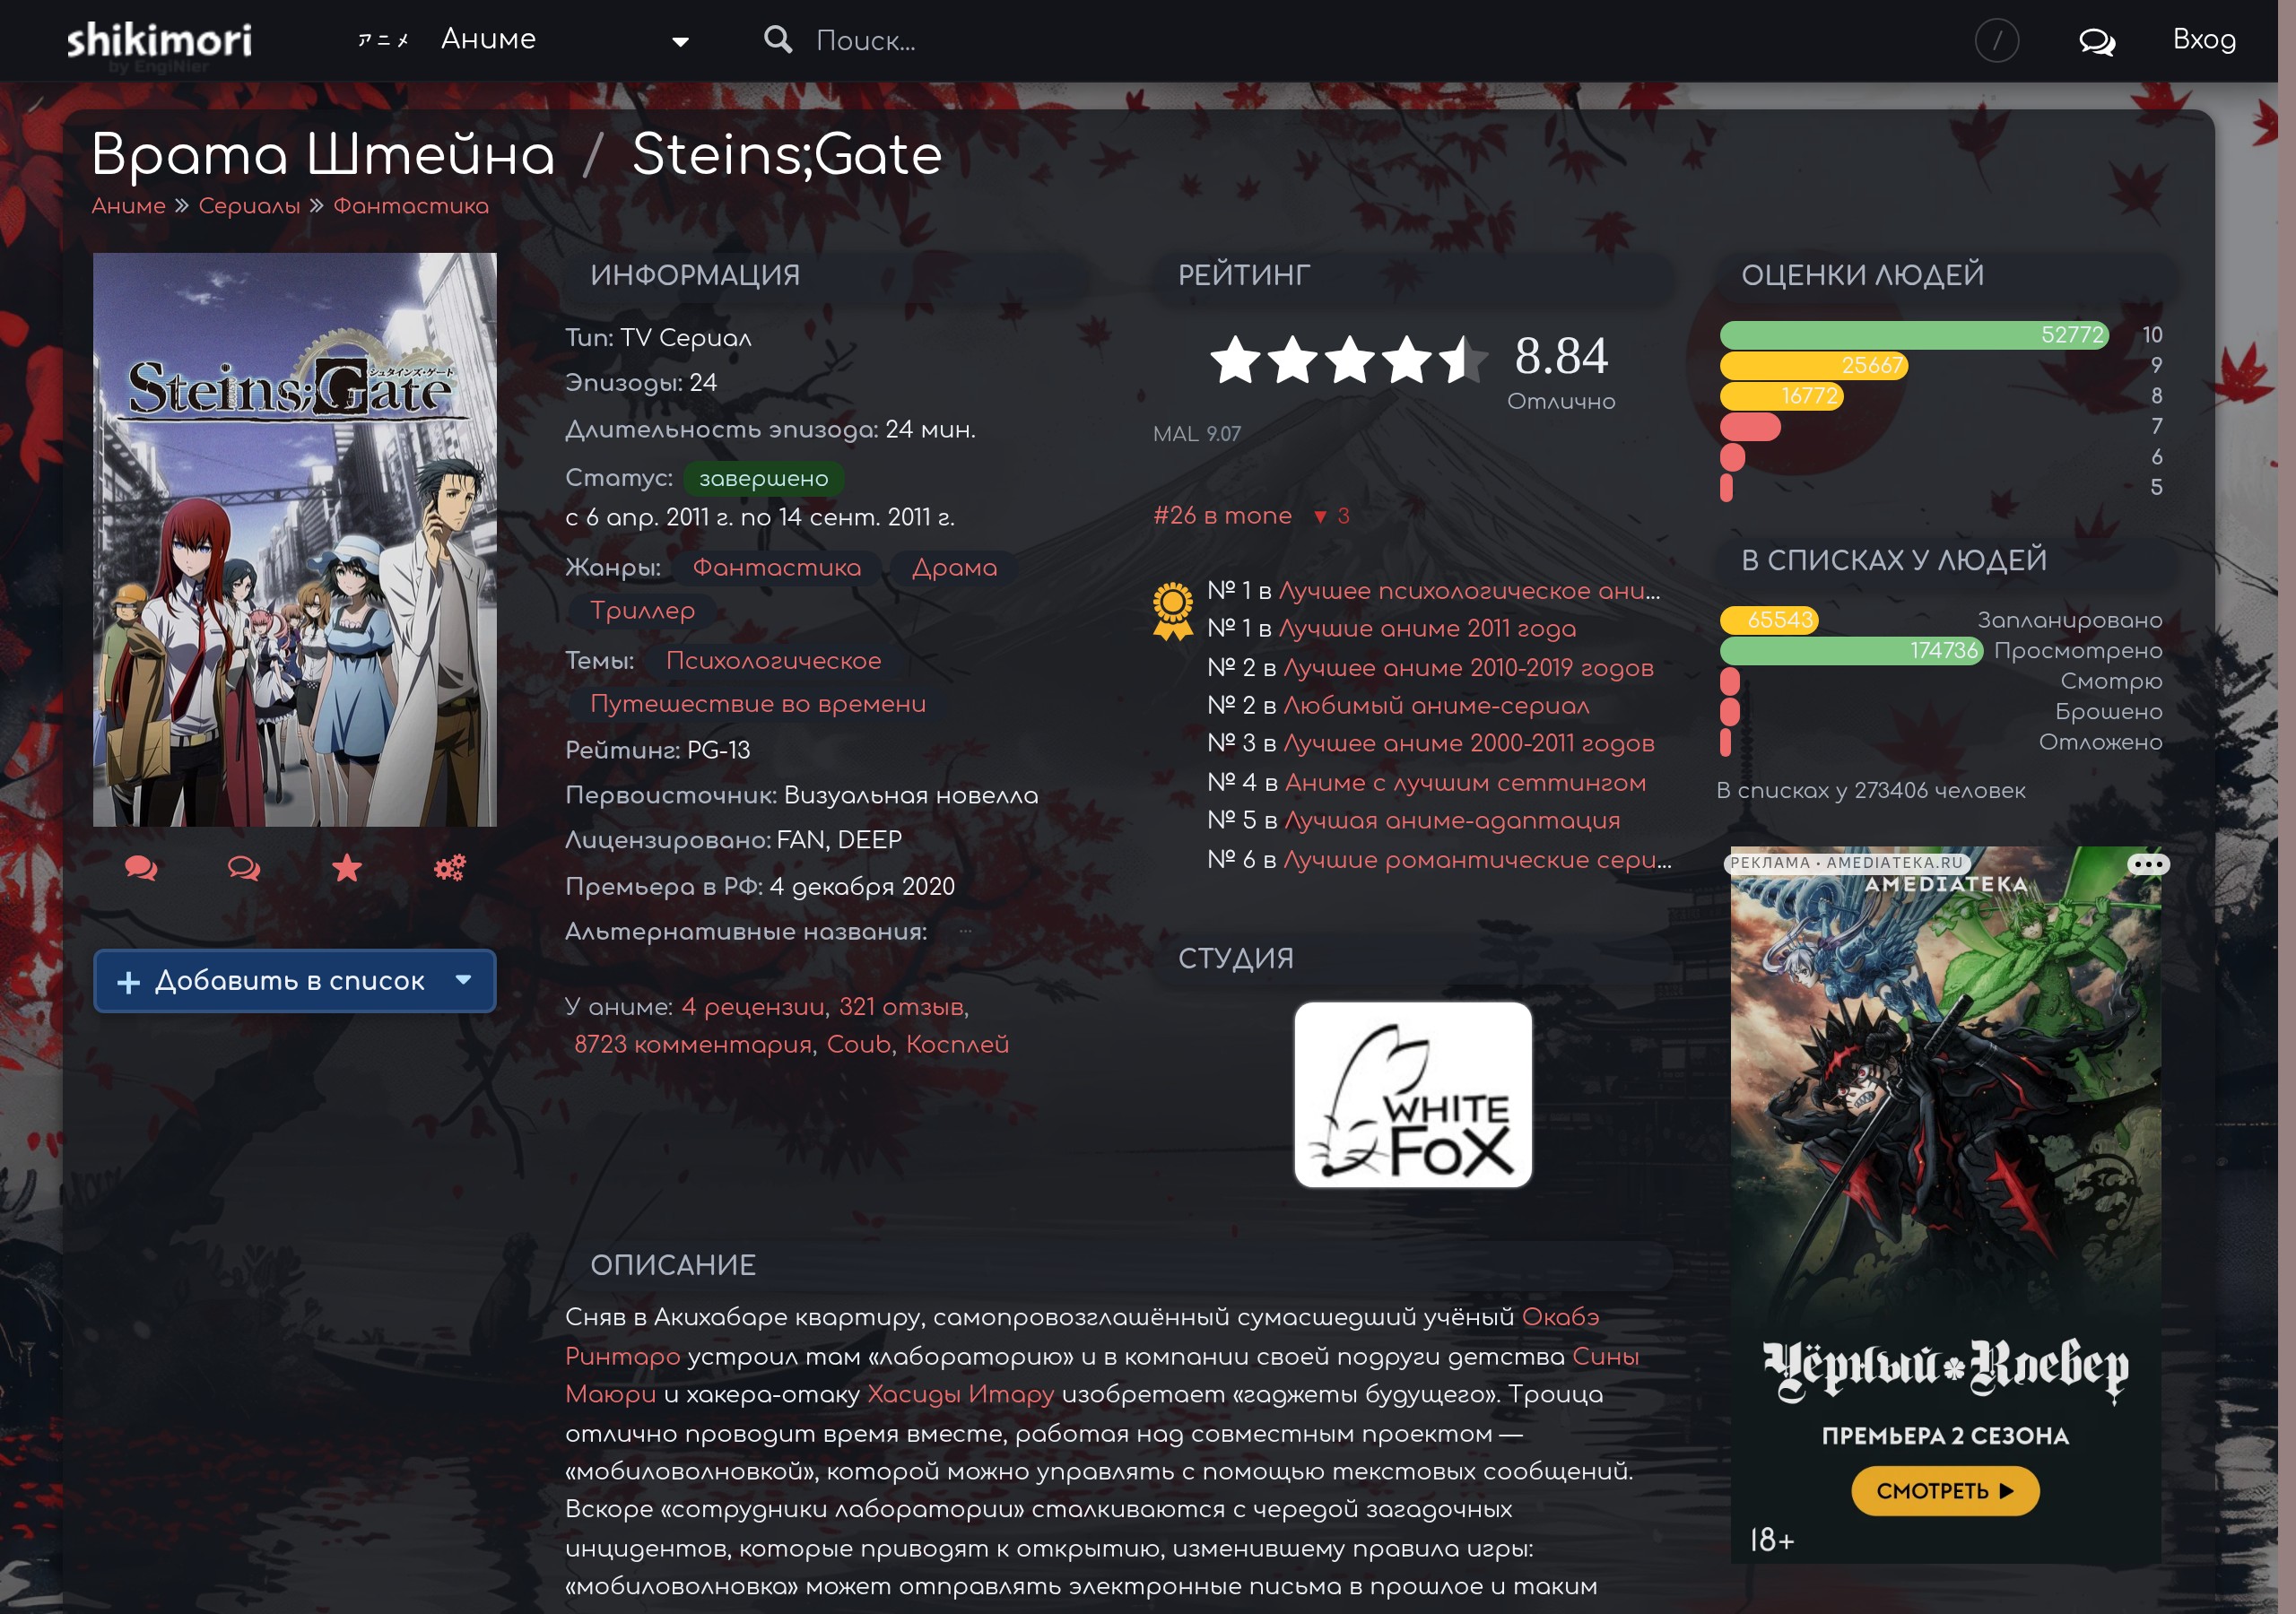 shikimori
by EngiNier
アニメ Аниме
Поиск...
/
Вход
Врата Штейна / Steins;Gate
Аниме » Сериалы » Фантастика
シュタインズ・ゲート
Steins;Gate
Добавить в список
ИНФОРМАЦИЯ
Тип: TV Сериал
Эпизоды: 24
Длительность эпизода: 24 мин.
Статус: завершено
с 6 апр. 2011 г. по 14 сент. 2011 г.
Жанры: Фантастика Драма
Триллер
Темы: Психологическое
Путешествие во времени
Рейтинг: PG-13
Первоисточник: Визуальная новелла
Лицензировано: FAN, DEEP
Премьера в РФ: 4 декабря 2020
Альтернативные названия: ...
У аниме: 4 рецензии, 321 отзыв,
8723 комментария, Coub, Косплей
РЕЙТИНГ
8.84
Отлично
MAL 9.07
#26 в топе ▼ 3
№ 1 в Лучшее психологическое ани...
№ 1 в Лучшие аниме 2011 года
№ 2 в Лучшее аниме 2010-2019 годов
№ 2 в Любимый аниме-сериал
№ 3 в Лучшее аниме 2000-2011 годов
№ 4 в Аниме с лучшим сеттингом
№ 5 в Лучшая аниме-адаптация
№ 6 в Лучшие романтические сери...
СТУДИЯ
WHITE
FOX
ОЦЕНКИ ЛЮДЕЙ
52772 10
25667 9
16772 8
7
6
5
В СПИСКАХ У ЛЮДЕЙ
65543 Запланировано
174736 Просмотрено
Смотрю
Брошено
Отложено
В списках у 273406 человек
РЕКЛАМА • AMEDIATEKA.RU
AMEDIATEKA
Чёрный Клевер
ПРЕМЬЕРА 2 СЕЗОНА
СМОТРЕТЬ ▶
18+
ОПИСАНИЕ
Сняв в Акихабаре квартиру, самопровозглашённый сумасшедший учёный Окабэ
Ринтаро устроил там «лабораторию» и в компании своей подруги детства Сины
Маюри и хакера-отаку Хасиды Итару изобретает «гаджеты будущего». Троица
отлично проводит время вместе, работая над совместным проектом —
«мобиловолновкой», которой можно управлять с помощью текстовых сообщений.
Вскоре «сотрудники лаборатории» сталкиваются с чередой загадочных
инцидентов, которые приводят к открытию, изменившему правила игры:
«мобиловолновка» может отправлять электронные письма в прошлое и таким